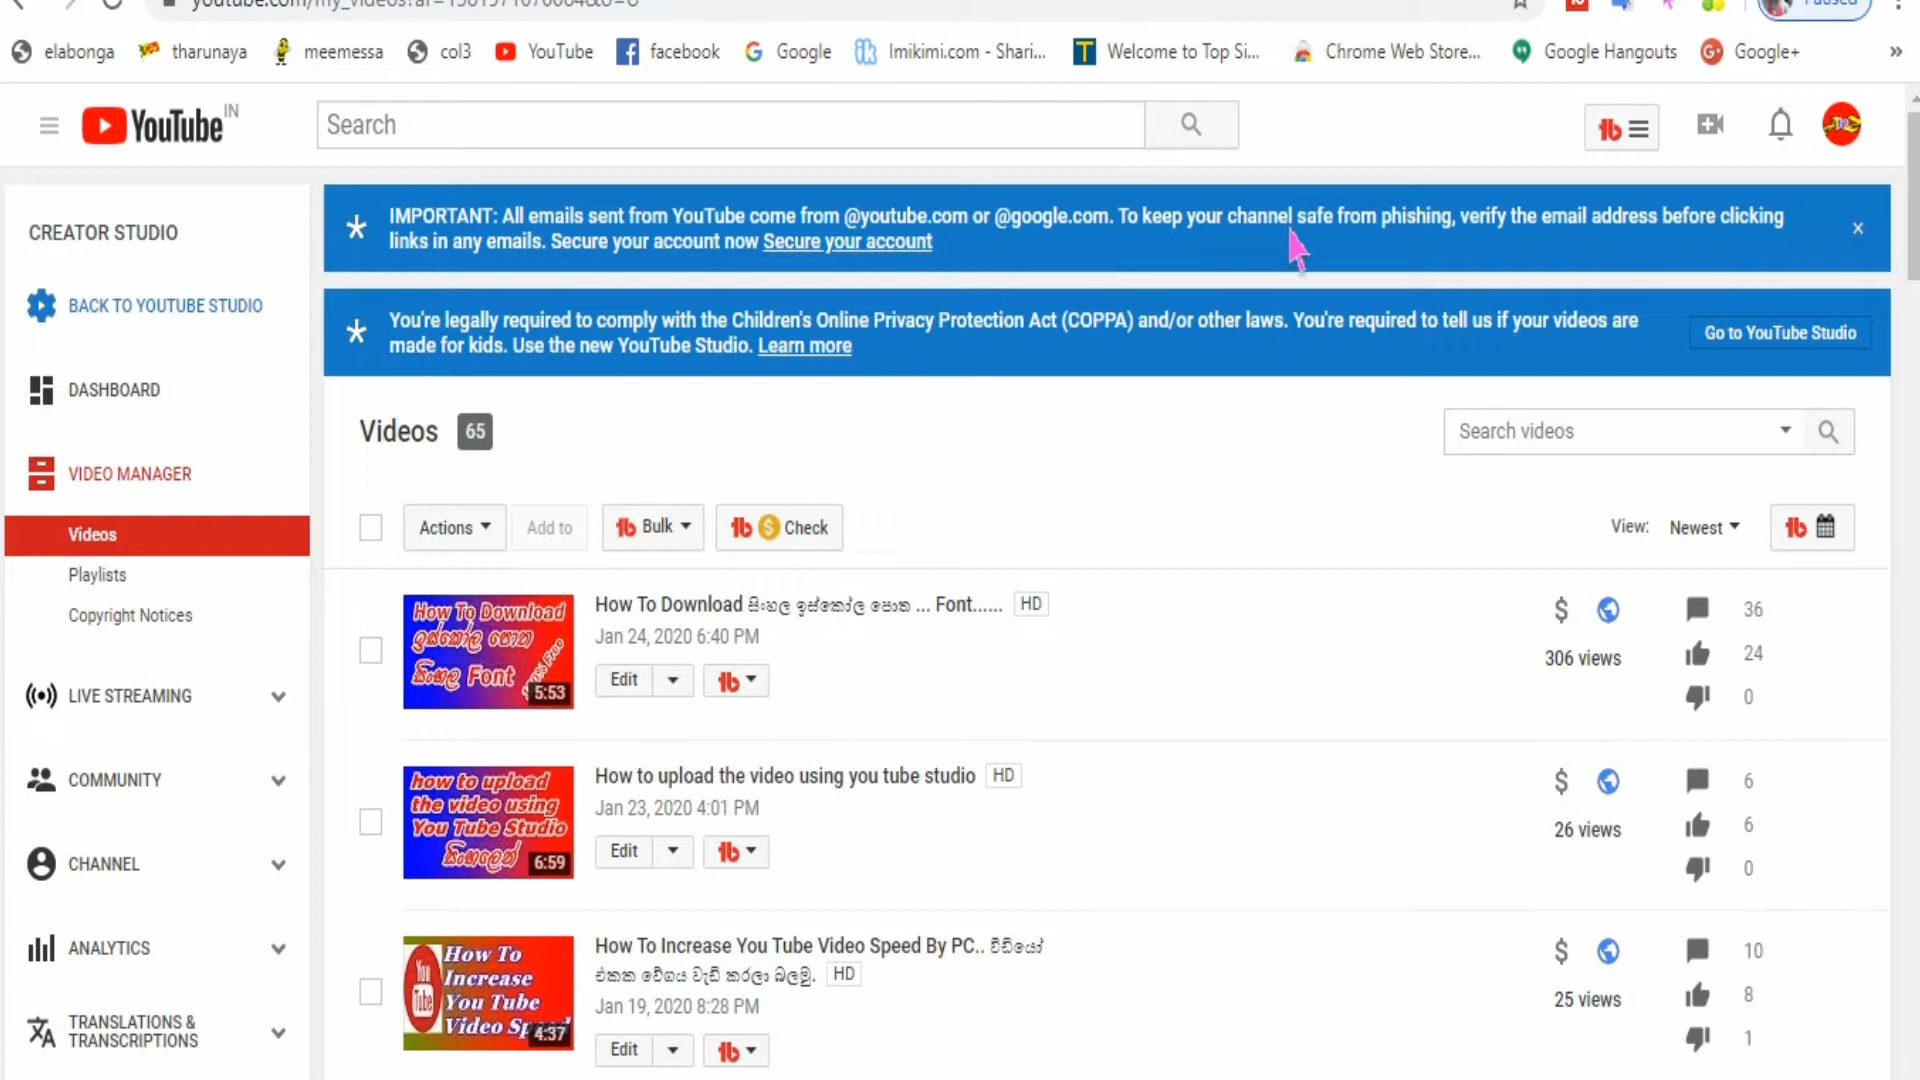 elabonga tharunaya meemessa col3 YouTube facebook Google Imikimi.com - Shari... Welcome to Top Si... Chrome Web Store... Google Hangouts Google+ »
YouTube IN Search
CREATOR STUDIO
BACK TO YOUTUBE STUDIO
DASHBOARD
VIDEO MANAGER
Videos
Playlists
Copyright Notices
LIVE STREAMING
COMMUNITY
CHANNEL
ANALYTICS
TRANSLATIONS &
TRANSCRIPTIONS
IMPORTANT: All emails sent from YouTube come from @youtube.com or @google.com. To keep your channel safe from phishing, verify the email address before clicking
links in any emails. Secure your account now Secure your account
You're legally required to comply with the Children's Online Privacy Protection Act (COPPA) and/or other laws. You're required to tell us if your videos are
made for kids. Use the new YouTube Studio. Learn more
Go to YouTube Studio
Videos 65
Search videos
Actions Add to Bulk Check View: Newest
How To Download
ඉස්කෝල පොත
සිංහල Font
5:53
How To Download සිංහල ඉස්කෝල පොත ... Font...... HD
Jan 24, 2020 6:40 PM
Edit
306 views
36
24
0
how to upload
the video using
You Tube Studio
සිංහලෙන්
6:59
How to upload the video using you tube studio HD
Jan 23, 2020 4:01 PM
Edit
26 views
6
6
0
You
Tube
How To
Increase
You Tube
Video
4:37
How To Increase You Tube Video Speed By PC.. වීඩියෝ
එකක වේගය වැඩි කරලා බලමු. HD
Jan 19, 2020 8:28 PM
Edit
25 views
10
8
1